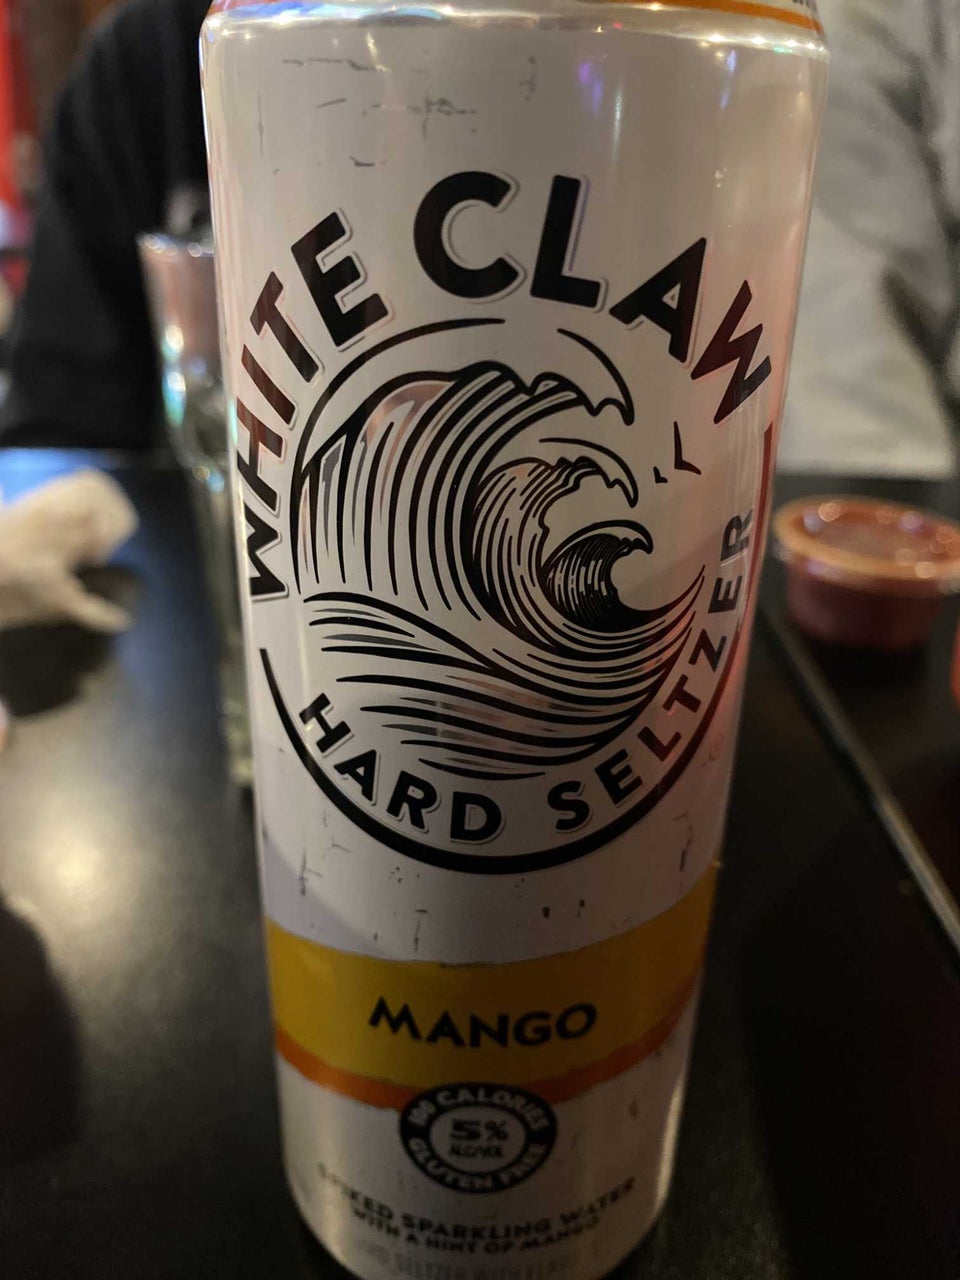 WHITE CLAW
HARD SELTZER
MANGO
100 CALORIES
5%
ALC/VOL
GLUTEN FREE
SPIKED SPARKLING WATER
WITH A HINT OF MANGO